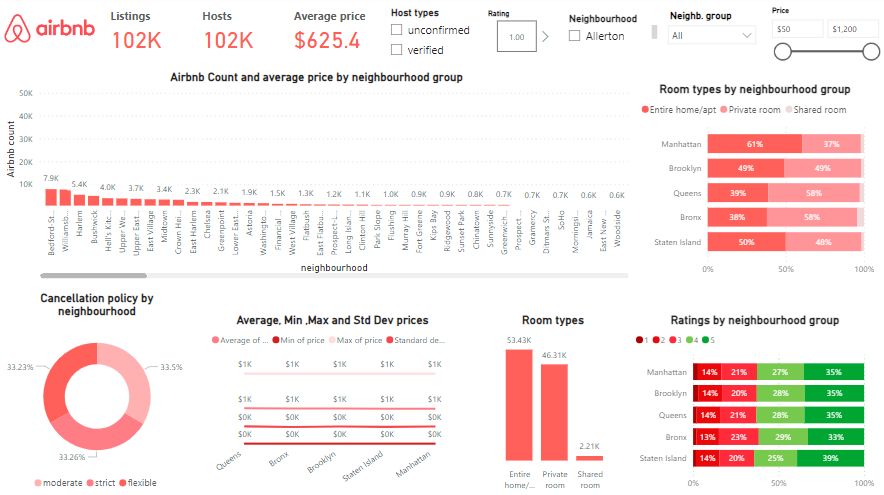 airbnb
Listings
102K
Hosts
102K
Average price
$625.4
Host types
unconfirmed
verified
Rating
1.00
Neighbourhood
Allerton
Neighb. group
All
Price
$50
$1,200
Airbnb Count and average price by neighbourhood group
Airbnb count
50K
40K
30K
20K
10K
7.9K
5.4K
4.0K
3.7K
3.4K
2.3K
2.1K
1.9K
1.5K
1.3K
1.2K
1.1K
1.0K
0.9K
0.9K
0.8K
0.7K
0.7K
0.7K
0.6K
0.6K
Bedford-St...
Williamsb...
Harlem
Bushwick
Hell's Kitc...
Upper We...
Upper East...
East Village
Midtown
Crown Hei...
East Harlem
Chelsea
Greenpoint
Lower East...
Astoria
Washingto...
Financial ...
West Village
Flatbush
East Flatbu...
Prospect-L...
Long Islan...
Clinton Hill
Park Slope
Flushing
Murray Hill
Fort Greene
Kips Bay
Ridgewood
Sunset Park
Chinatown
Sunnyside
Greenwich...
Prospect ...
Gramercy
Ditmars St...
SoHo
Morningsi...
Jamaica
East New ...
Woodside
neighbourhood
Room types by neighbourhood group
Entire home/apt Private room Shared room
Manhattan 61% 37%
Brooklyn 49% 49%
Queens 39% 58%
Bronx 38% 58%
Staten Island 50% 48%
0% 50% 100%
Cancellation policy by
neighbourhood
33.23%
33.5%
33.26%
moderate strict flexible
Average, Min ,Max and Std Dev prices
Average of ... Min of price Max of price Standard de...
$1K $1K $1K $1K $1K
$1K $1K $1K $1K $1K
$0K $0K $0K $0K $0K
$0K $0K $0K $0K $0K
Queens Bronx Brooklyn Staten Island Manhattan
Room types
53.43K
46.31K
2.21K
Entire
home/...
Private
room
Shared
room
Ratings by neighbourhood group
1 2 3 4 5
Manhattan 14% 21% 27% 35%
Brooklyn 14% 20% 28% 35%
Queens 14% 21% 28% 35%
Bronx 13% 23% 29% 33%
Staten Island 14% 20% 25% 39%
0% 50% 100%